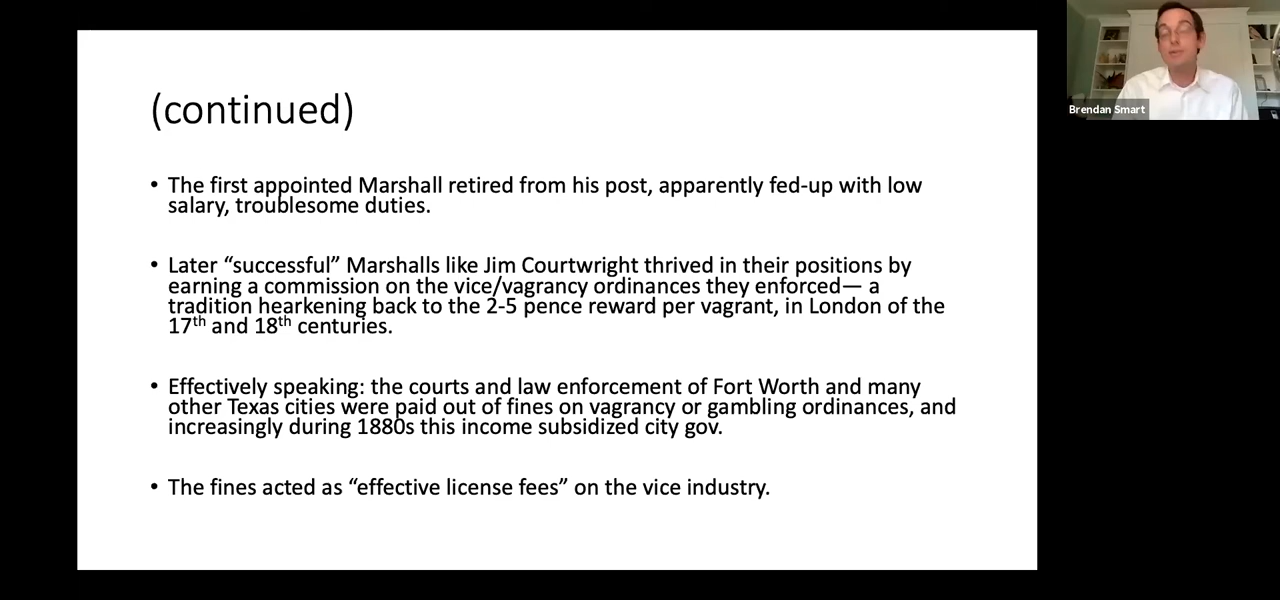 (continued)
• The first appointed Marshall retired from his post, apparently fed-up with low
salary, troublesome duties.
• Later “successful” Marshalls like Jim Courtwright thrived in their positions by
earning a commission on the vice/vagrancy ordinances they enforced— a
tradition hearkening back to the 2-5 pence reward per vagrant, in London of the
17th and 18th centuries.
• Effectively speaking: the courts and law enforcement of Fort Worth and many
other Texas cities were paid out of fines on vagrancy or gambling ordinances, and
increasingly during 1880s this income subsidized city gov.
• The fines acted as “effective license fees” on the vice industry.
Brendan Smart